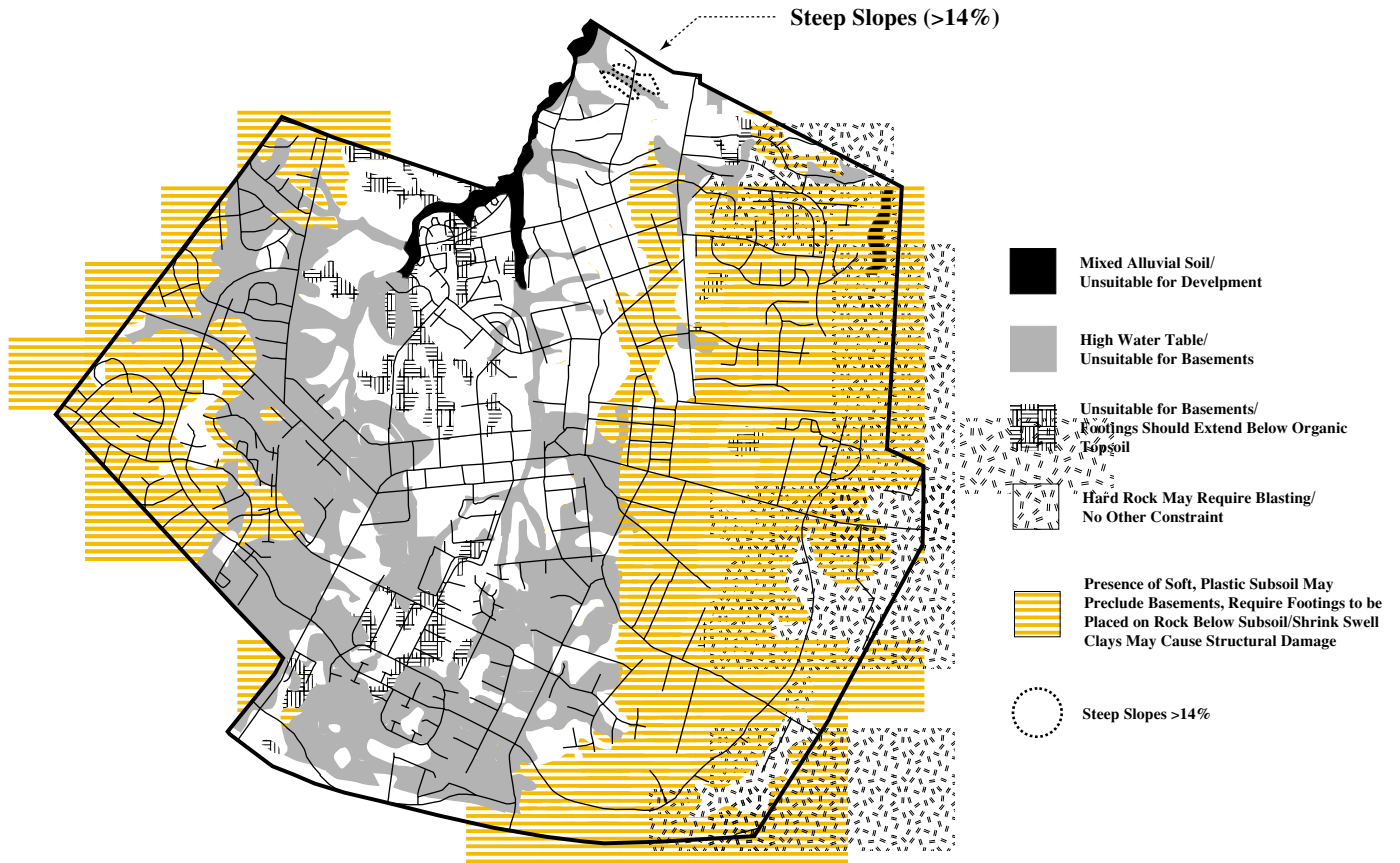 Steep Slopes (>14%)
Mixed Alluvial Soil/
Unsuitable for Develpment
High Water Table/
Unsuitable for Basements
Unsuitable for Basements/
Footings Should Extend Below Organic
Topsoil
Hard Rock May Require Blasting/
No Other Constraint
Presence of Soft, Plastic Subsoil May
Preclude Basements, Require Footings to be
Placed on Rock Below Subsoil/Shrink Swell
Clays May Cause Structural Damage
Steep Slopes >14%